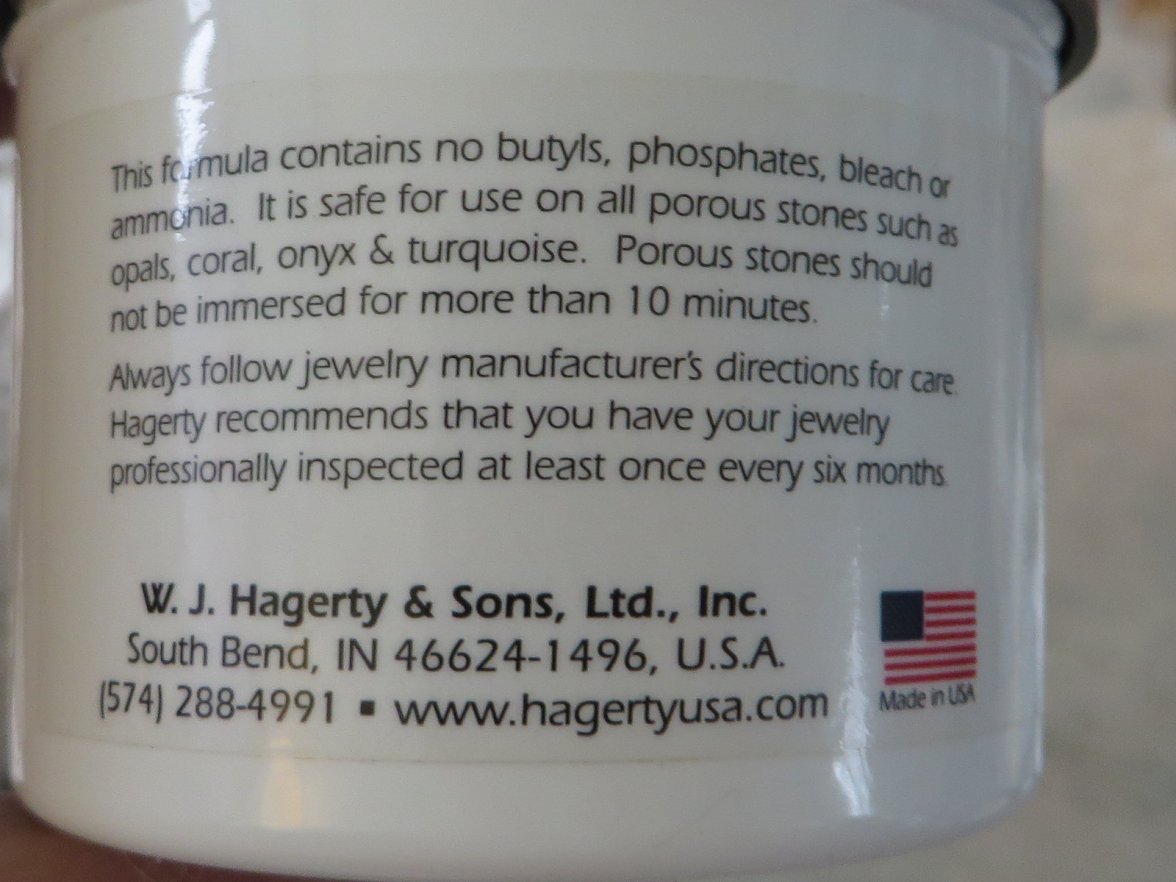 This formula contains no butyls, phosphates, bleach or
ammonia. It is safe for use on all porous stones such as
opals, coral, onyx & turquoise. Porous stones should
not be immersed for more than 10 minutes.
Always follow jewelry manufacturer's directions for care.
Hagerty recommends that you have your jewelry
professionally inspected at least once every six months.
W. J. Hagerty & Sons, Ltd., Inc.
South Bend, IN 46624-1496, U.S.A.
(574) 288-4991 ▪ www.hagertyusa.com
Made in USA